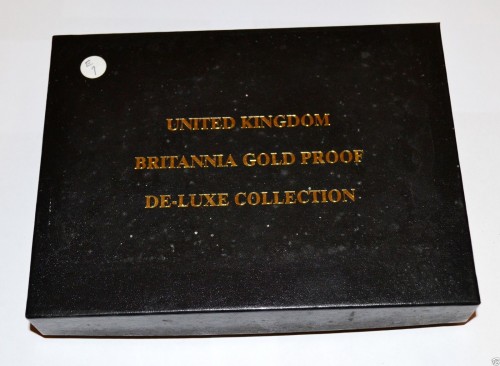 UNITED KINGDOM
BRITANNIA GOLD PROOF
DE-LUXE COLLECTION